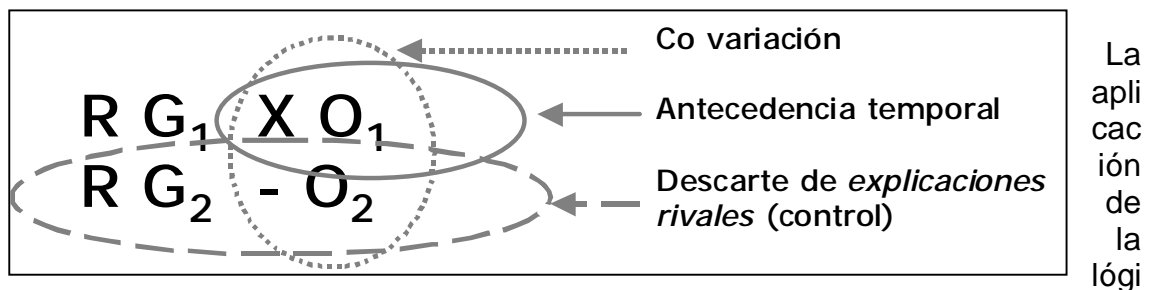 Co variación
R G₁ X O₁
Antecedencia temporal
R G₂ - O₂
Descarte de explicaciones
rivales (control)
La
apli
cac
ión
de
la
lógi